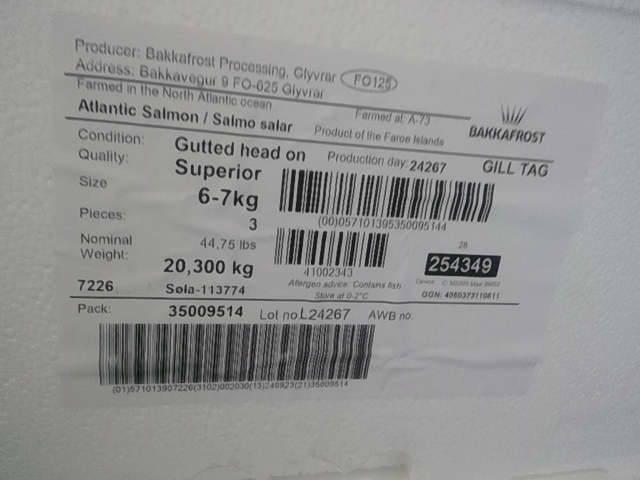 Producer: Bakkafrost Processing, Glyvrar FO125
Address: Bakkavegur 9 FO-625 Glyvrar
Farmed in the North Atlantic ocean Farmed at: A-73
Atlantic Salmon / Salmo salar Product of the Faroe Islands
BAKKAFROST
Condition: Gutted head on Production day: 24267 GILL TAG
Quality: Superior
Size 6-7kg
(00)057101395350095144
Pieces: 3
Nominal Weight: 44,75 lbs
20,300 kg
41002343
28
254349
Allergen advice: Contains fish
Store at 0-2°C
GGN: 4050373110811
7226 Søla-113774
Pack: 35009514 Lot no L24267 AWB no.
(01)571013907226(3102)002030(13)240923(21)35009514